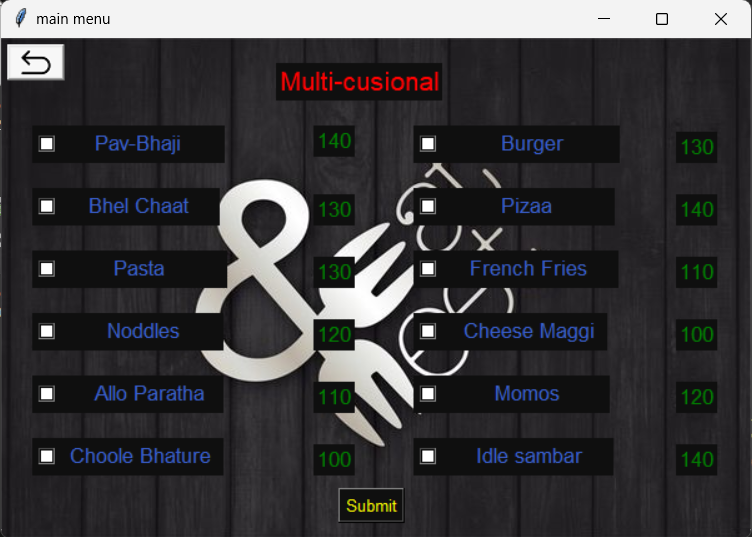 main menu
Multi-cusional
Pav-Bhaji 140 Burger 130
Bhel Chaat 130 Pizaa 140
Pasta 130 French Fries 110
Noddles 120 Cheese Maggi 100
Allo Paratha 110 Momos 120
Choole Bhature 100 Idle sambar 140
Submit